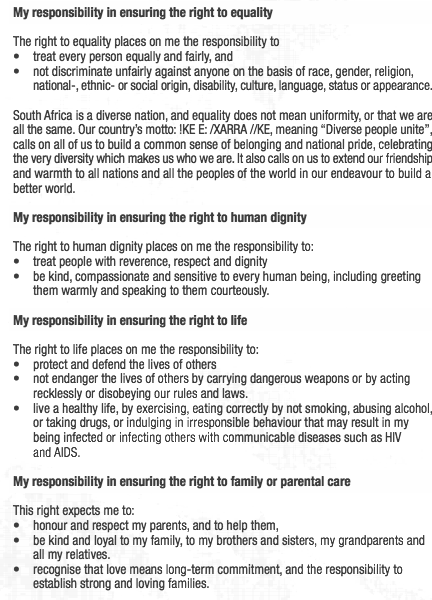 My responsibility in ensuring the right to equality
The right to equality places on me the responsibility to
• treat every person equally and fairly, and
• not discriminate unfairly against anyone on the basis of race, gender, religion,
national-, ethnic- or social origin, disability, culture, language, status or appearance.
South Africa is a diverse nation, and equality does not mean uniformity, or that we are
all the same. Our country's motto: !KE E: /XARRA //KE, meaning “Diverse people unite”,
calls on all of us to build a common sense of belonging and national pride, celebrating
the very diversity which makes us who we are. It also calls on us to extend our friendship
and warmth to all nations and all the peoples of the world in our endeavour to build a
better world.
My responsibility in ensuring the right to human dignity
The right to human dignity places on me the responsibility to:
• treat people with reverence, respect and dignity
• be kind, compassionate and sensitive to every human being, including greeting
them warmly and speaking to them courteously.
My responsibility in ensuring the right to life
The right to life places on me the responsibility to:
• protect and defend the lives of others
• not endanger the lives of others by carrying dangerous weapons or by acting
recklessly or disobeying our rules and laws.
• live a healthy life, by exercising, eating correctly by not smoking, abusing alcohol,
or taking drugs, or indulging in irresponsible behaviour that may result in my
being infected or infecting others with communicable diseases such as HIV
and AIDS.
My responsibility in ensuring the right to family or parental care
This right expects me to:
• honour and respect my parents, and to help them,
• be kind and loyal to my family, to my brothers and sisters, my grandparents and
all my relatives.
• recognise that love means long-term commitment, and the responsibility to
establish strong and loving families.